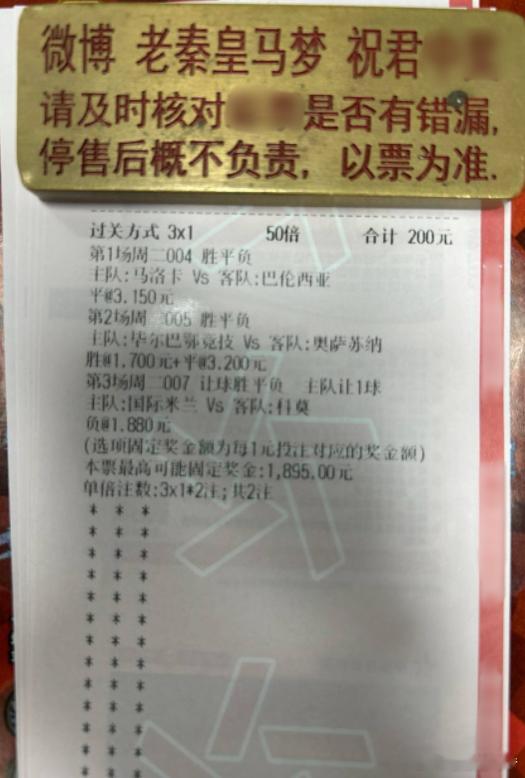 微博 老秦皇马梦 祝君
请及时核对 是否有错漏,
停售后概不负责, 以票为准.
过关方式 3x1 50倍 合计 200元
第1场周二004 胜平负
主队:马洛卡 Vs 客队:巴伦西亚
平@3.150元
第2场周二005 胜平负
主队:毕尔巴鄂竞技 Vs 客队:奥萨苏纳
胜@1.700元+平@3.200元
第3场周二007 让球胜平负 主队让1球
主队:国际米兰 Vs 客队:科莫
负@1.880元
(选项固定奖金额为每1元投注对应的奖金额)
本票最高可能固定奖金:1,895.00元
单倍注数:3x1*2注;共2注
* * *
* * *
* * *
* * *
* * *
* * *
* * *
* * *
* * *
* * *
* * *
* * *
* * *